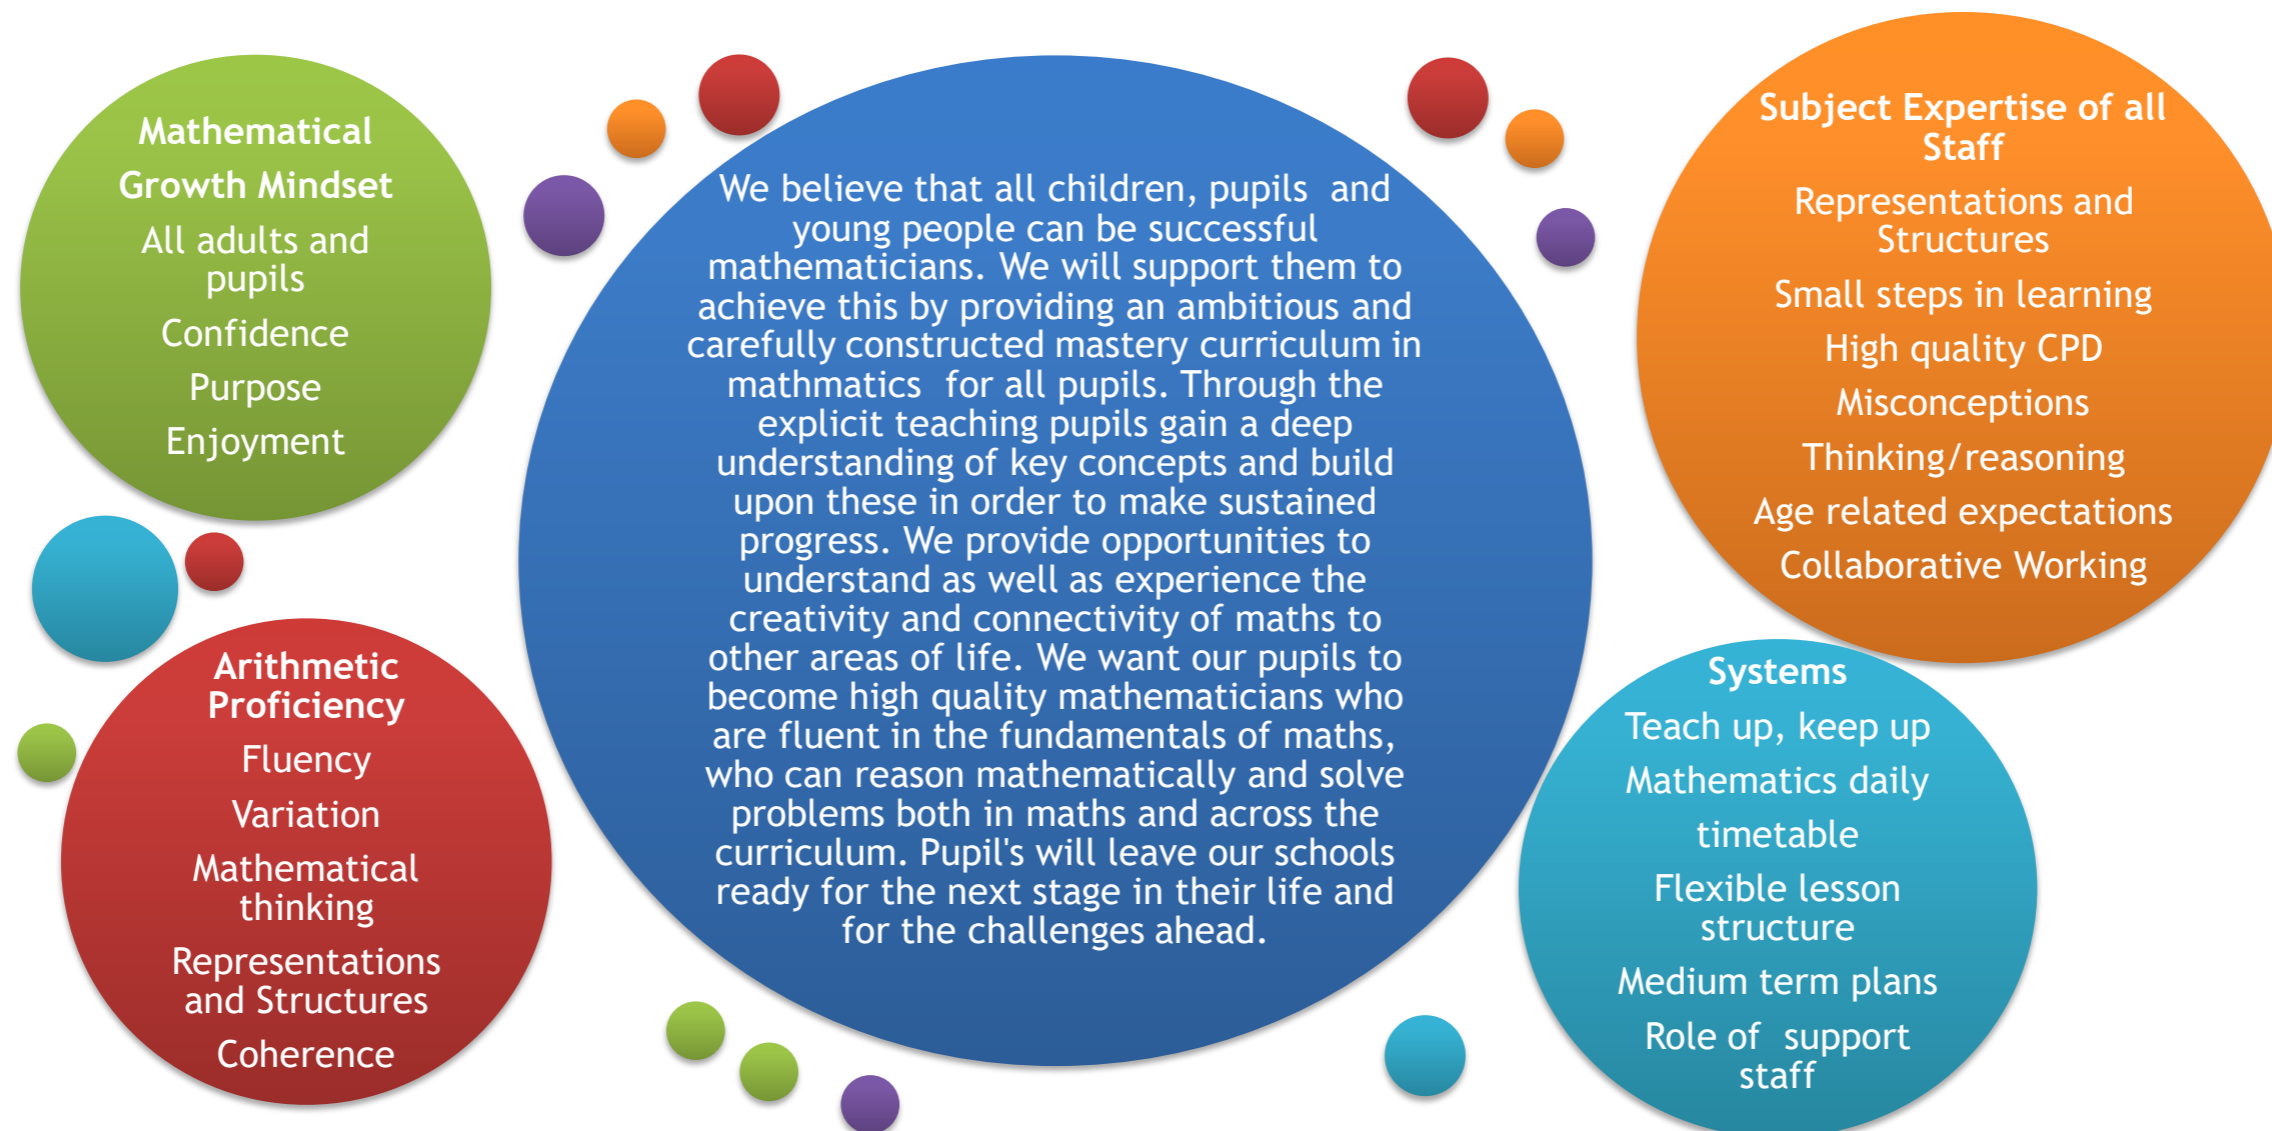 Mathematical
Growth Mindset
All adults and
pupils
Confidence
Purpose
Enjoyment
Arithmetic
Proficiency
Fluency
Variation
Mathematical
thinking
Representations
and Structures
Coherence
We believe that all children, pupils  and
young people can be successful
mathematicians. We will support them to
achieve this by providing an ambitious and
carefully constructed mastery curriculum in
mathmatics  for all pupils. Through the
explicit teaching pupils gain a deep
understanding of key concepts and build
upon these in order to make sustained
progress. We provide opportunities to
understand as well as experience the
creativity and connectivity of maths to
other areas of life. We want our pupils to
become high quality mathematicians who
are fluent in the fundamentals of maths,
who can reason mathematically and solve
problems both in maths and across the
curriculum. Pupil's will leave our schools
ready for the next stage in their life and
for the challenges ahead.
Subject Expertise of all
Staff
Representations and
Structures
Small steps in learning
High quality CPD
Misconceptions
Thinking/reasoning
Age related expectations
Collaborative Working
Systems
Teach up, keep up
Mathematics daily
timetable
Flexible lesson
structure
Medium term plans
Role of  support
staff